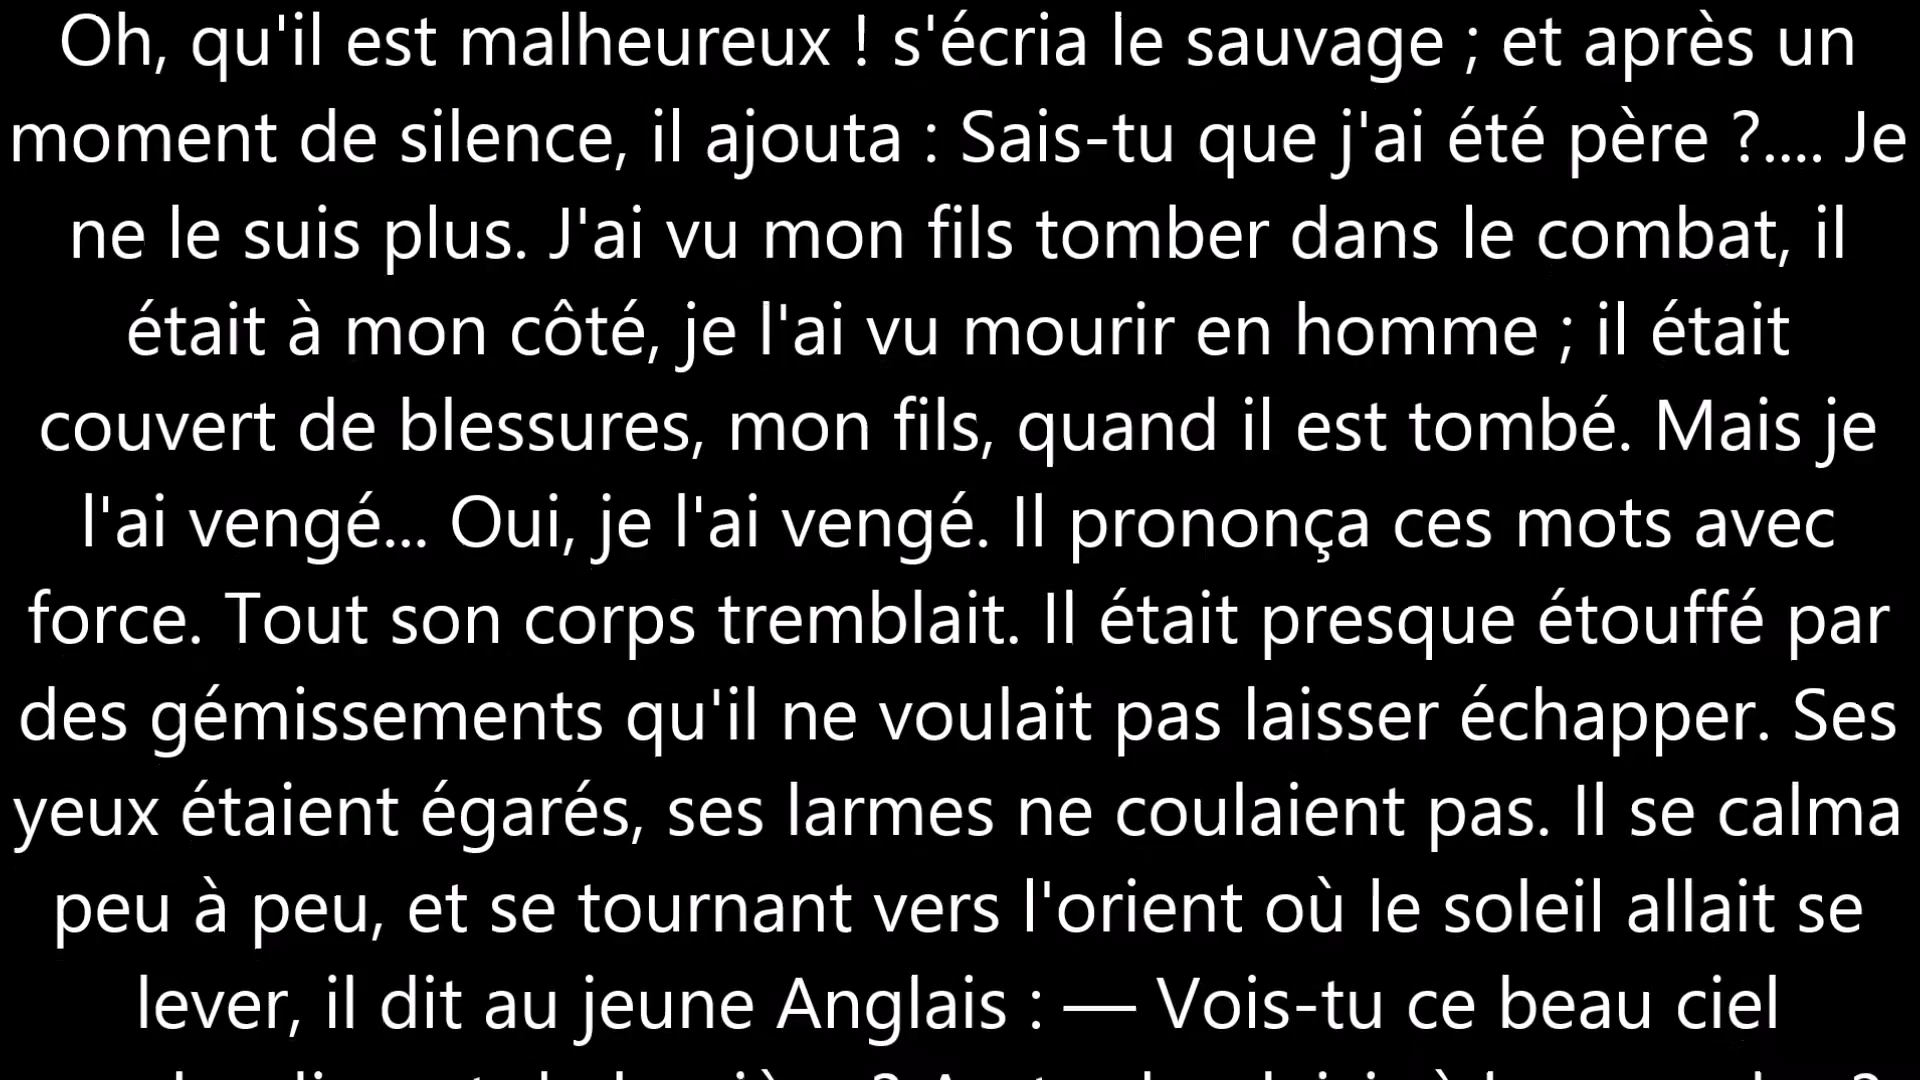 Oh, qu'il est malheureux ! s'écria le sauvage ; et après un
moment de silence, il ajouta : Sais-tu que j'ai été père ?.... Je
ne le suis plus. J'ai vu mon fils tomber dans le combat, il
était à mon côté, je l'ai vu mourir en homme ; il était
couvert de blessures, mon fils, quand il est tombé. Mais je
l'ai vengé... Oui, je l'ai vengé. Il prononça ces mots avec
force. Tout son corps tremblait. Il était presque étouffé par
des gémissements qu'il ne voulait pas laisser échapper. Ses
yeux étaient égarés, ses larmes ne coulaient pas. Il se calma
peu à peu, et se tournant vers l'orient où le soleil allait se
lever, il dit au jeune Anglais : — Vois-tu ce beau ciel